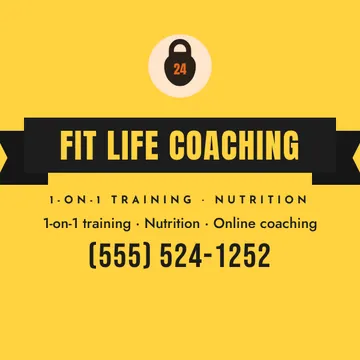 24
FIT LIFE COACHING
1-ON-1 TRAINING · NUTRITION
1-on-1 training · Nutrition · Online coaching
(555) 524-1252